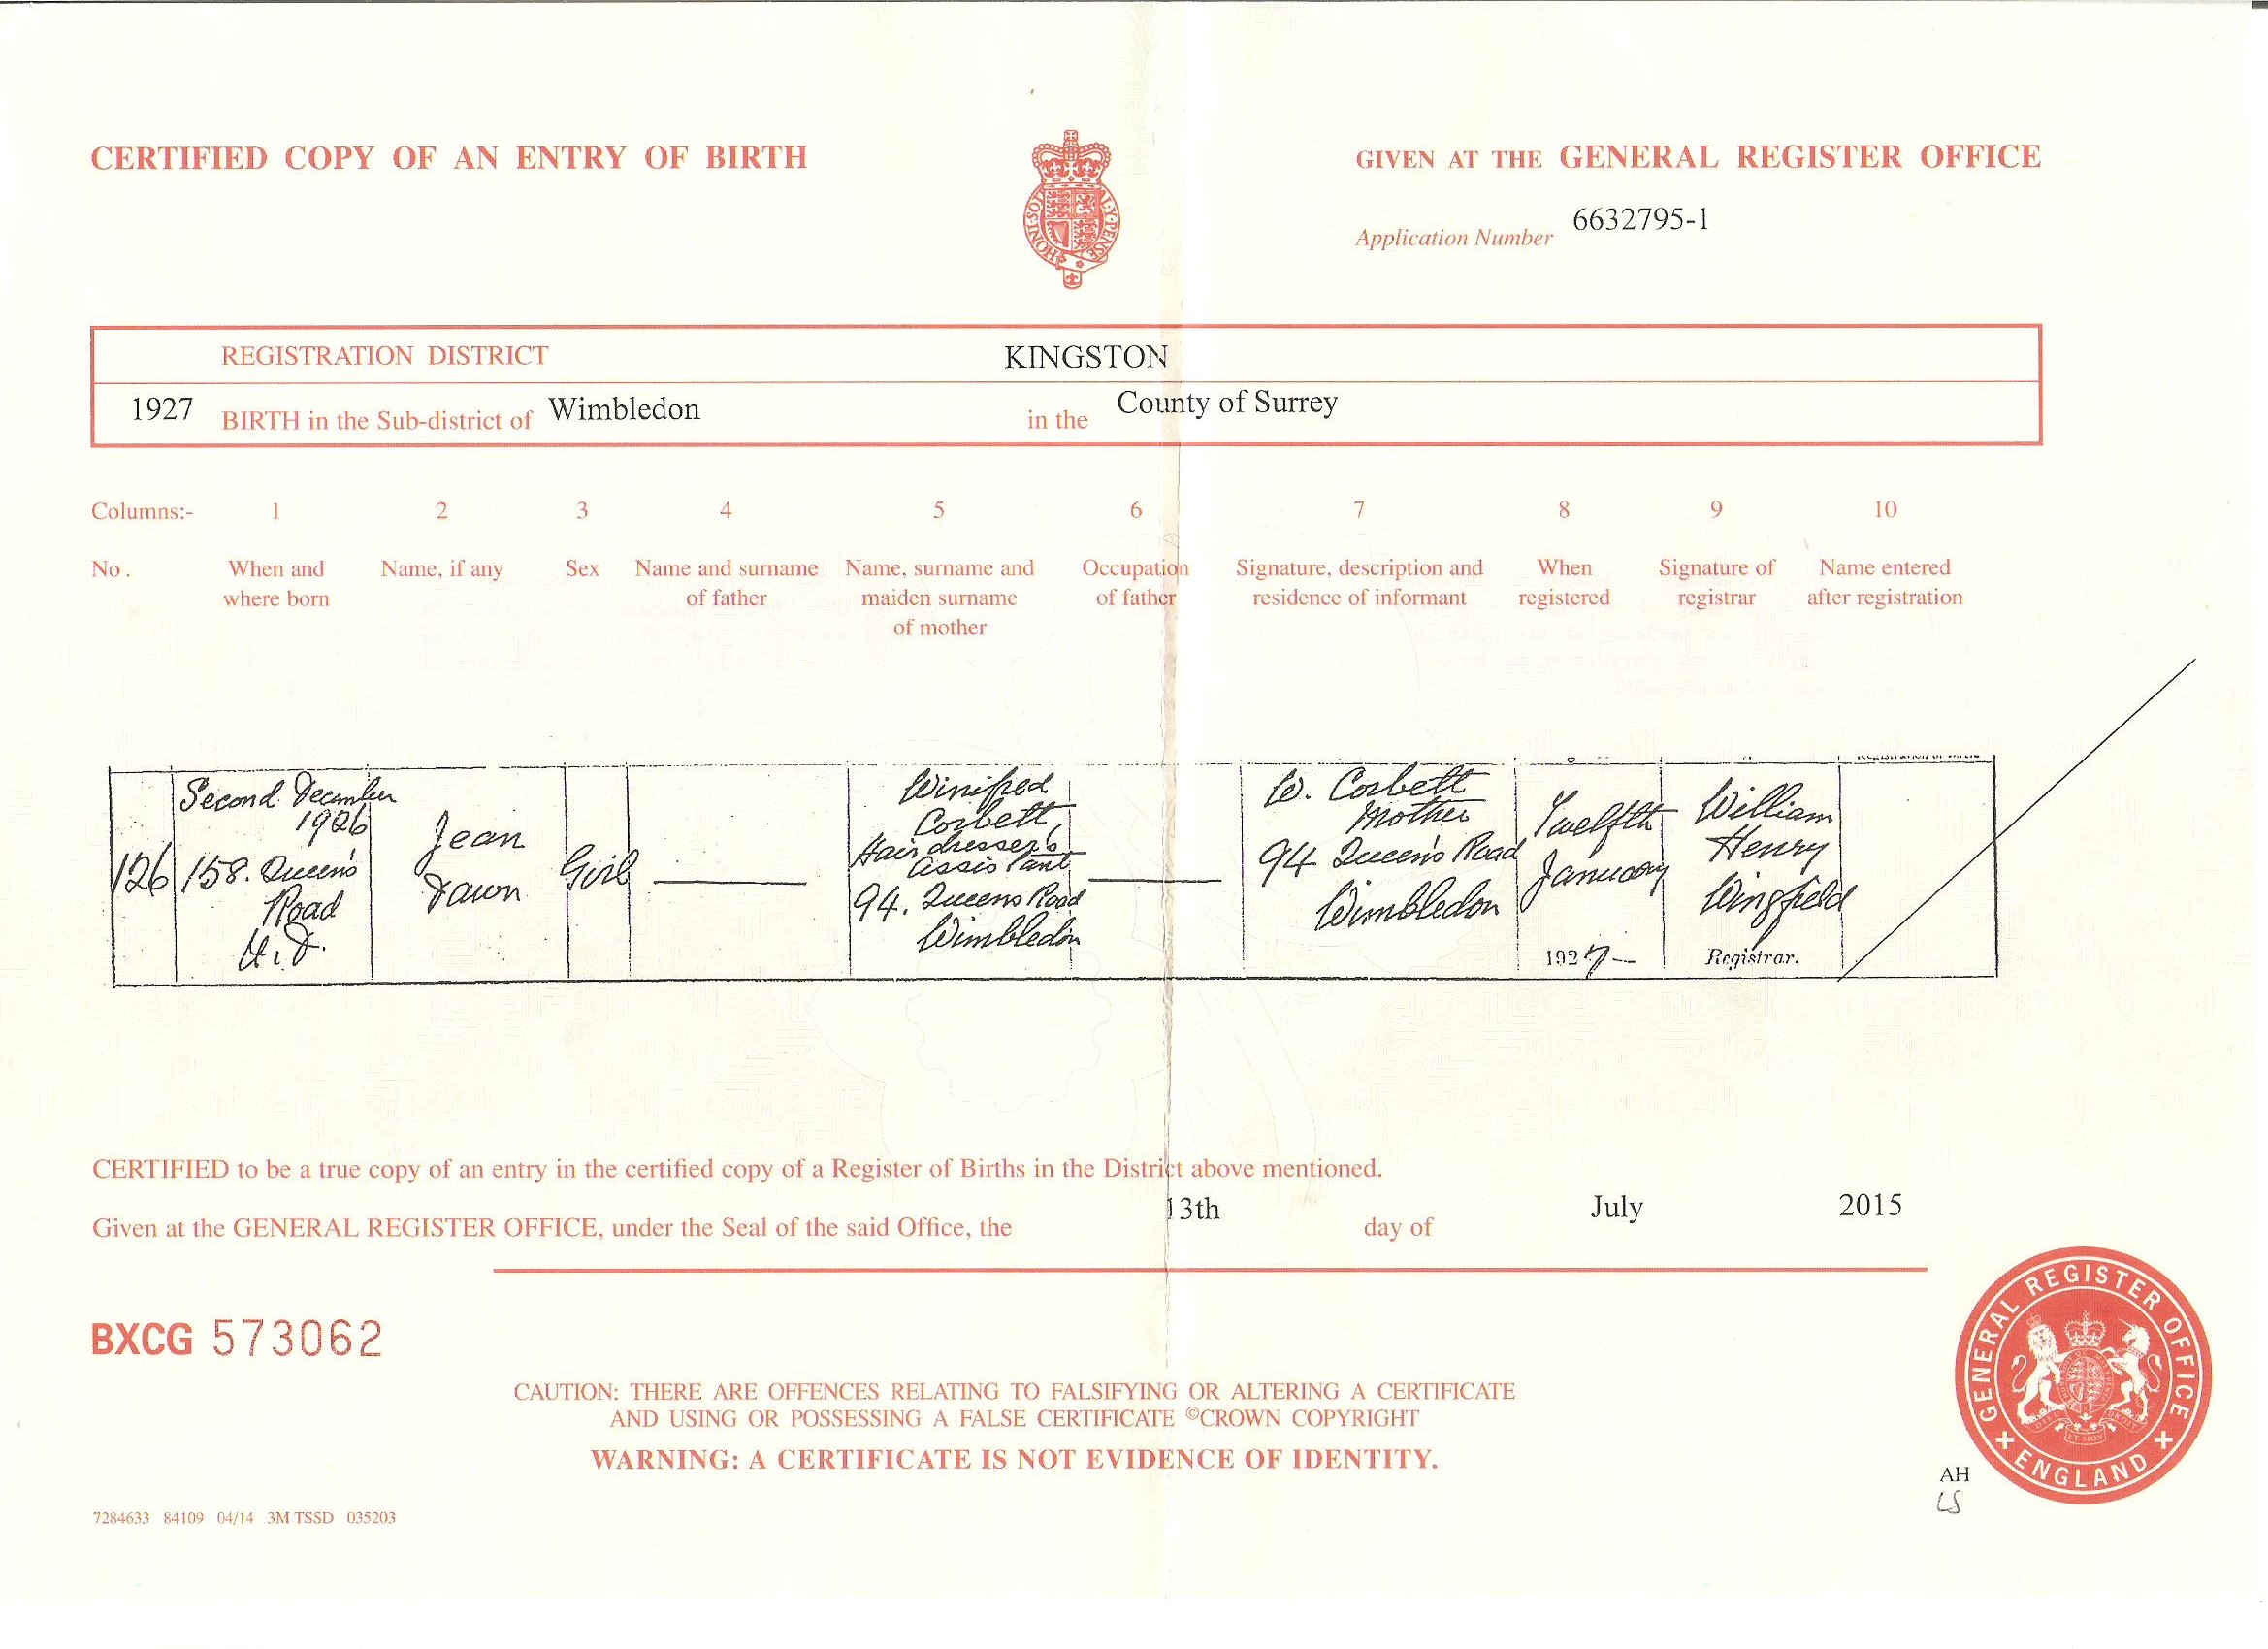 CERTIFIED COPY OF AN ENTRY OF BIRTH
GIVEN AT THE GENERAL REGISTER OFFICE
HONI SOIT Y PENSE
Application Number 6632795-1
REGISTRATION DISTRICT KINGSTON
1927 BIRTH in the Sub-district of Wimbledon in the County of Surrey
Columns:- 1 2 3 4 5 6 7 8 9 10
No. When and where born
Name, if any
Sex
Name and surname of father
Name, surname and maiden surname of mother
Occupation of father
Signature, description and residence of informant
When registered
Signature of registrar
Name entered after registration
126
Second December
1926
158. Queen's
Road
U.D.
Jean
Dawn
Girl
Winifred
Corbett
Hairdresser's
assistant
94. Queens Road
Wimbledon
W. Corbett
Mother
94 Queen's Road
Wimbledon
Twelfth
January
1927
William
Henry
Wingfield
Registrar.
CERTIFIED to be a true copy of an entry in the certified copy of a Register of Births in the District above mentioned.
Given at the GENERAL REGISTER OFFICE, under the Seal of the said Office, the 13th day of July 2015
BXCG 573062
CAUTION: THERE ARE OFFENCES RELATING TO FALSIFYING OR ALTERING A CERTIFICATE
AND USING OR POSSESSING A FALSE CERTIFICATE ©CROWN COPYRIGHT
WARNING: A CERTIFICATE IS NOT EVIDENCE OF IDENTITY.
GENERAL REGISTER OFFICE
ENGLAND
AH
LS
7284633 84109 04/14 3M TSSD 035203